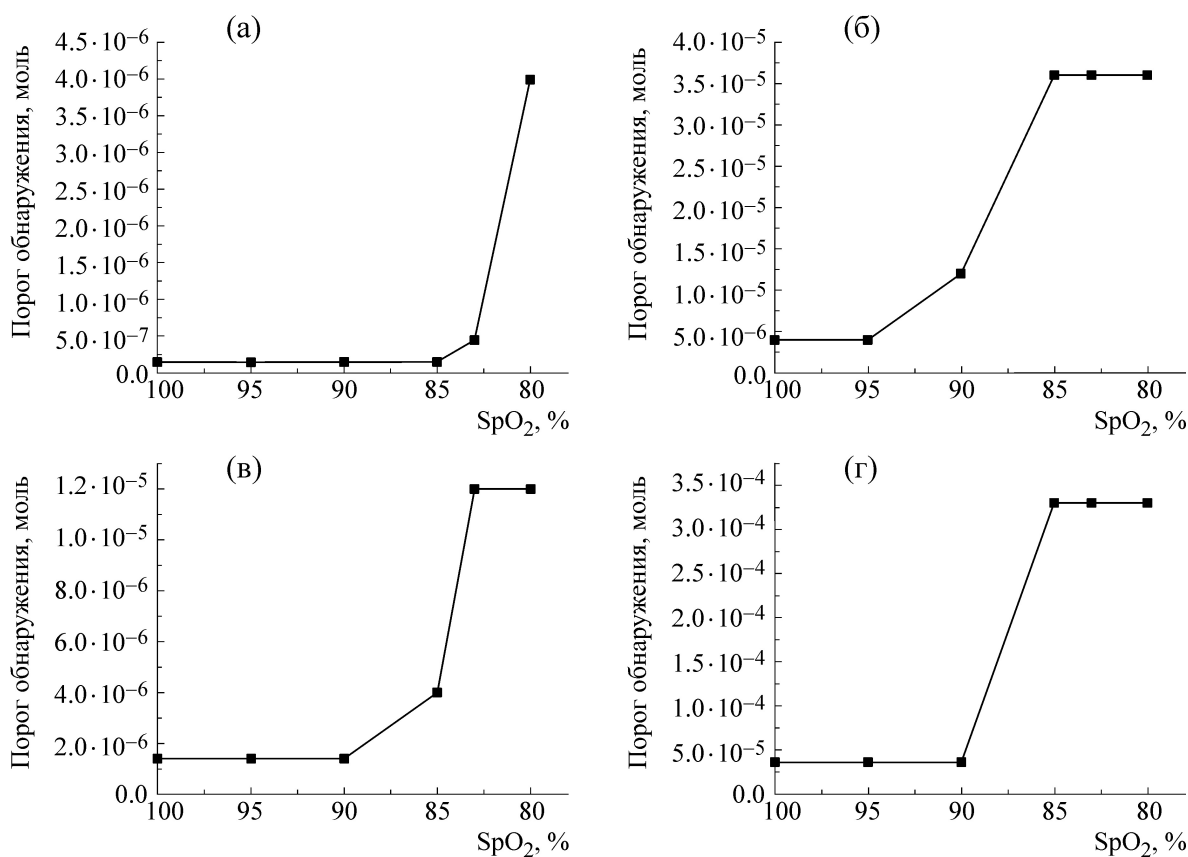 (а)
Порог обнаружения, моль
4.5·10−6
4.0·10−6
3.5·10−6
3.0·10−6
2.5·10−6
2.0·10−6
1.5·10−6
1.0·10−6
5.0·10−7
0.0
100 95 90 85 80
SpO2, %
(б)
Порог обнаружения, моль
4.0·10−5
3.5·10−5
3.0·10−5
2.5·10−5
2.0·10−5
1.5·10−5
1.0·10−5
5.0·10−6
0.0
100 95 90 85 80
SpO2, %
(в)
Порог обнаружения, моль
1.2·10−5
1.0·10−5
8.0·10−6
6.0·10−6
4.0·10−6
2.0·10−6
0.0
100 95 90 85 80
SpO2, %
(г)
Порог обнаружения, моль
3.5·10−4
3.0·10−4
2.5·10−4
2.0·10−4
1.5·10−4
1.0·10−4
5.0·10−5
0.0
100 95 90 85 80
SpO2, %